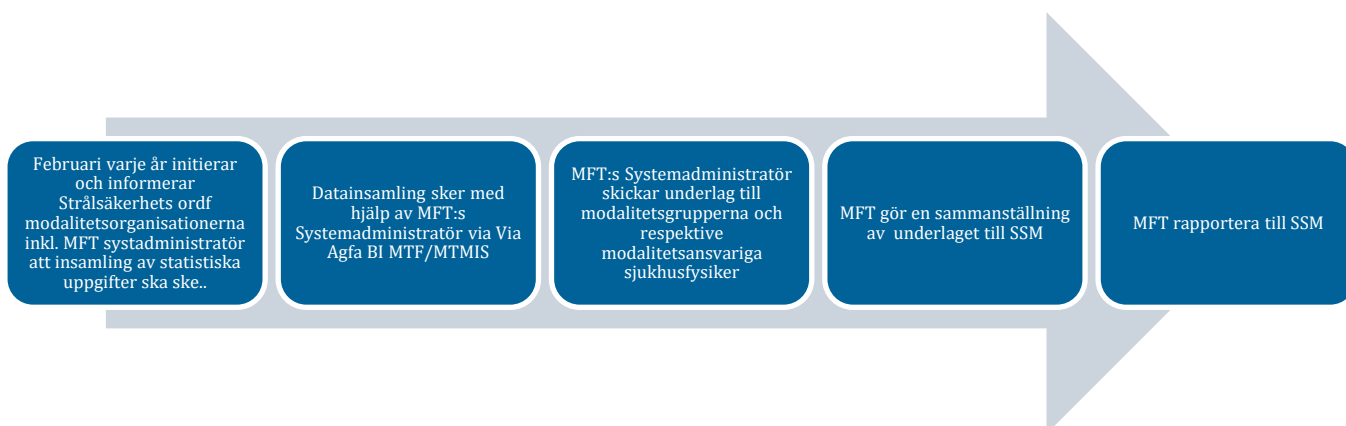 Februari varje år initierar
och informerar
Strålsäkerhets ordf
modalitetsorganisationerna
inkl. MFT systadministratör
att insamling av statistiska
uppgifter ska ske..
Datainsamling sker med
hjälp av MFT:s
Systemadministratör via Via
Agfa BI MTF/MTMIS
MFT:s Systemadministratör
skickar underlag till
modalitetsgrupperna och
respektive
modalitetsansvariga
sjukhusfysiker
MFT gör en sammanställning
av underlaget till SSM
MFT rapportera till SSM